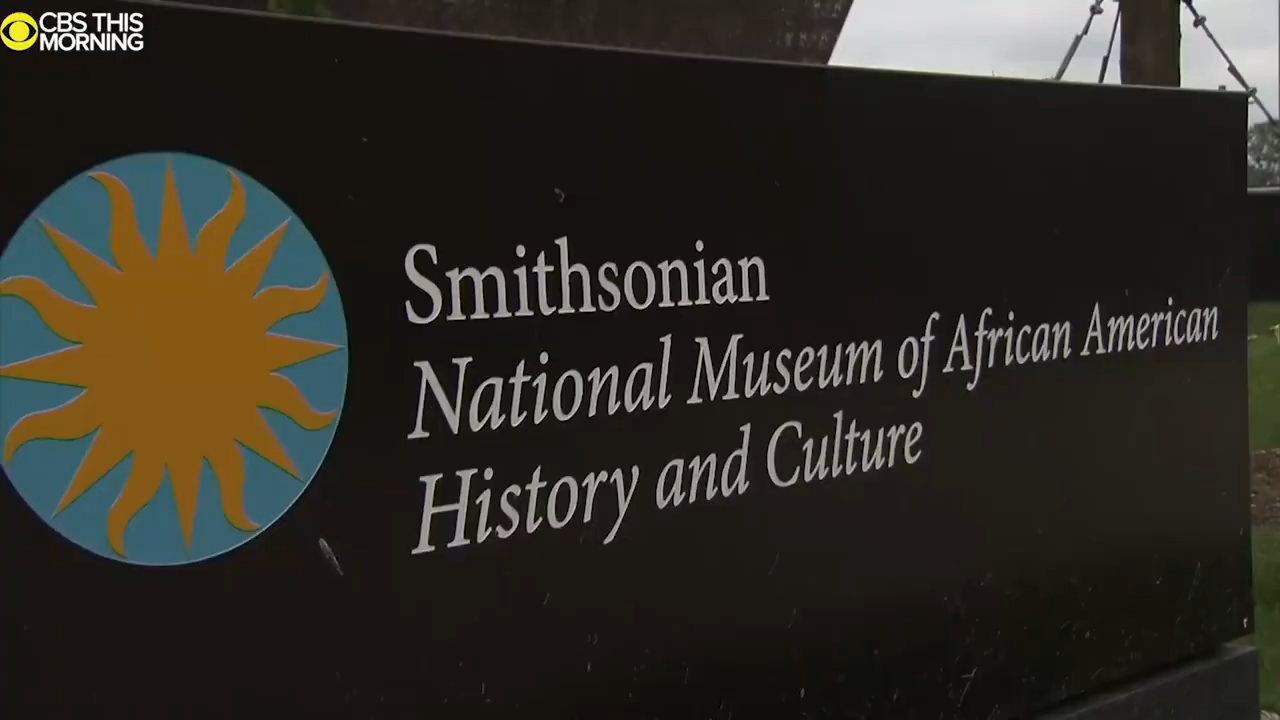 CBS THIS
MORNING
Smithsonian
National Museum of African American
History and Culture